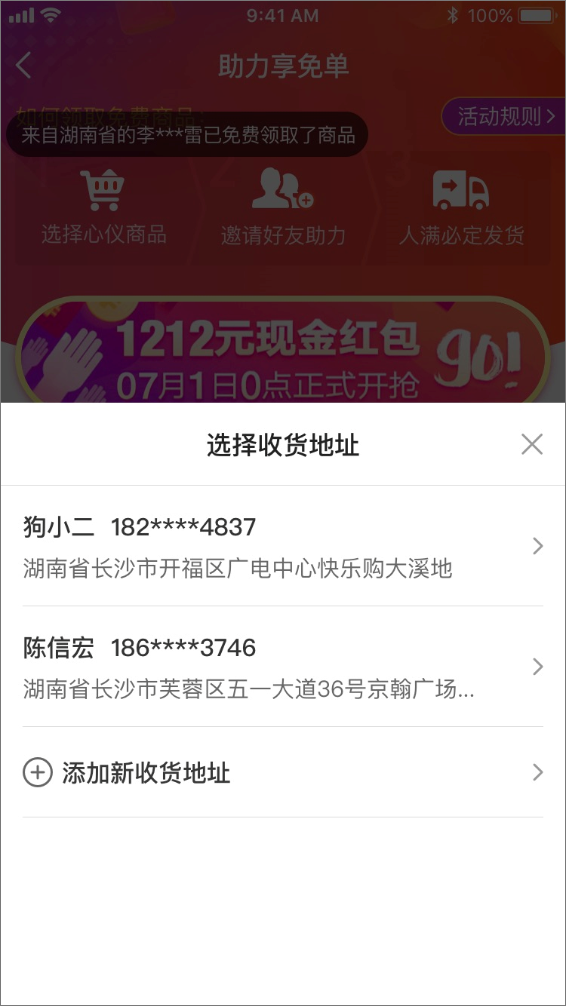 9:41 AM
100%
助力享免单
如何领取免费商品：
活动规则
来自湖南省的李***雷已免费领取了商品
1
2
3
选择心仪商品
邀请好友助力
人满必定发货
1212元现金红包
07月1日0点正式开抢
go!
选择收货地址
狗小二 182****4837
湖南省长沙市开福区广电中心快乐购大溪地
陈信宏 186****3746
湖南省长沙市芙蓉区五一大道36号京翰广场...
添加新收货地址